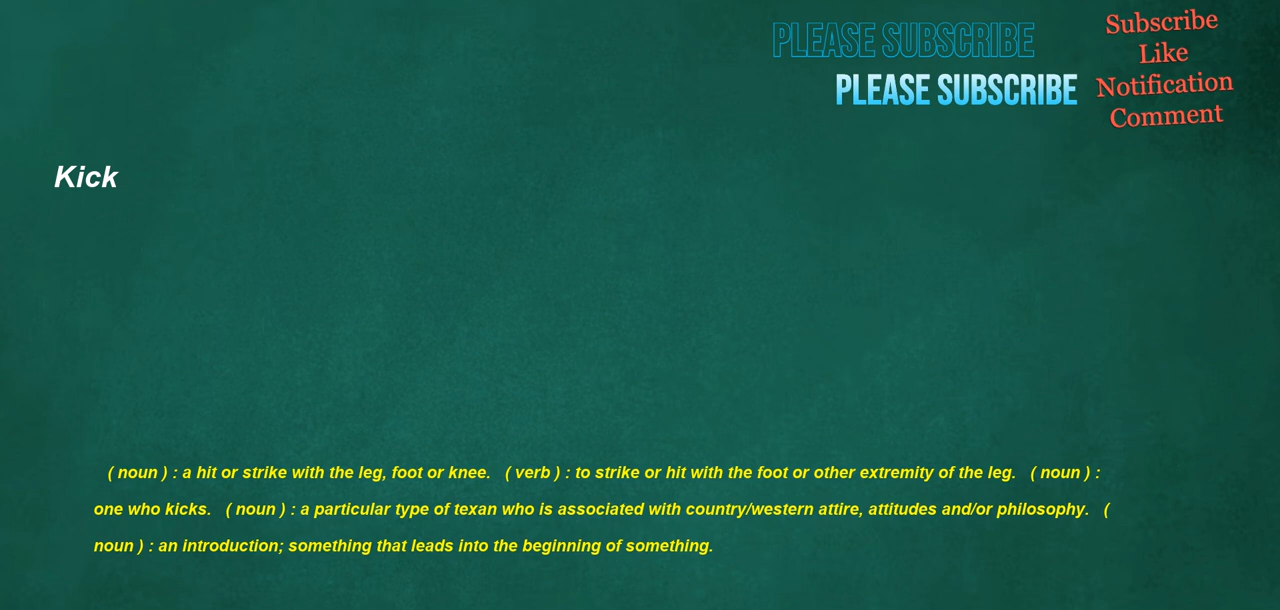 PLEASE SUBSCRIBE
PLEASE SUBSCRIBE
Subscribe
Like
Notification
Comment
Kick
( noun ) : a hit or strike with the leg, foot or knee. ( verb ) : to strike or hit with the foot or other extremity of the leg. ( noun ) :
one who kicks. ( noun ) : a particular type of texan who is associated with country/western attire, attitudes and/or philosophy. (
noun ) : an introduction; something that leads into the beginning of something.